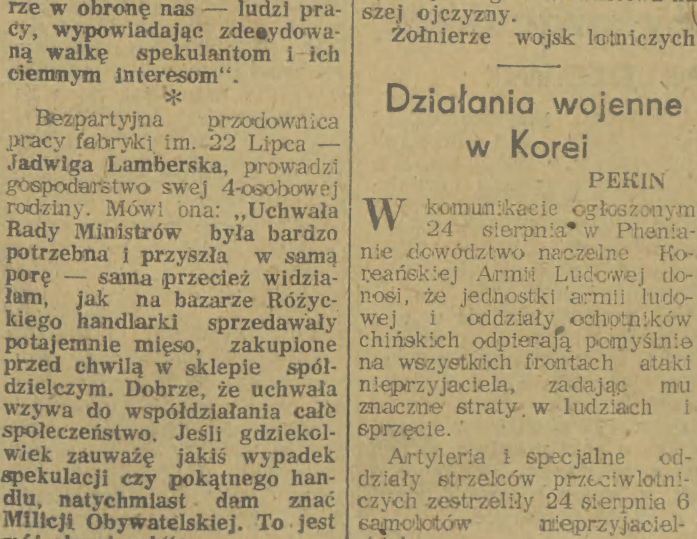 rze w obronę nas — ludzi pra-
cy, wypowiadając zdecydowa-
ną walkę spekulantom i ich
ciemnym interesom“.
*
Bezpartyjna przodownica
pracy fabryki im. 22 Lipca —
Jadwiga Lamberska, prowadzi
gospodarstwo swej 4-osobowej
rodziny. Mówi ona: „Uchwała
Rady Ministrów była bardzo
potrzebna i przyszła w samą
porę — sama przecież widzia-
łam, jak na bazarze Różyc-
kiego handlarki sprzedawały
potajemnie mięso, zakupione
przed chwilą w sklepie spół-
dzielczym. Dobrze, że uchwała
wzywa do współdziałania całe
społeczeństwo. Jeśli gdziekol-
wiek zauważę jakiś wypadek
spekulacji czy pokątnego han-
dlu, natychmiast dam znać
Milicji Obywatelskiej. To jest
szej ojczyzny.
Żołnierze wojsk lotniczych
Działania wojenne
w Korei
PEKIN
W komunikacie ogłoszonym
24 sierpnia w Phenia-
nie dowództwo naczelne Ko-
reańskiej Armii Ludowej do-
nosi, że jednostki armii ludo-
wej i oddziały ochotników
chińskich odpierają pomyślnie
na wszystkich frontach ataki
nieprzyjaciela, zadając mu
znaczne straty w ludziach i
sprzęcie.
Artyleria i specjalne od-
działy strzelców przeciwlotni-
czych zestrzeliły 24 sierpnia 6
samolotów nieprzyjaciel-